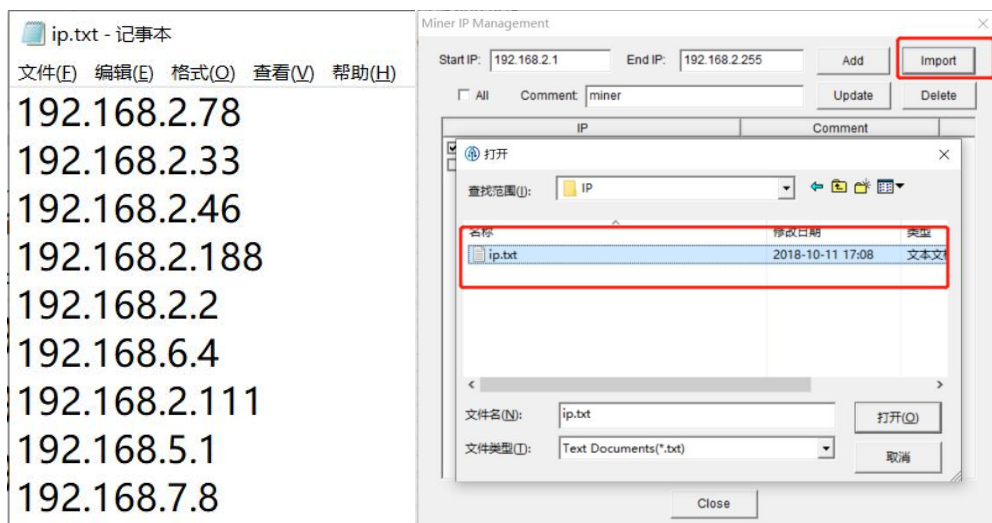 ip.txt - 记事本
文件(F) 编辑(E) 格式(O) 查看(V) 帮助(H)
192.168.2.78
192.168.2.33
192.168.2.46
192.168.2.188
192.168.2.2
192.168.6.4
192.168.2.111
192.168.5.1
192.168.7.8
Miner IP Management
Start IP: 192.168.2.1 End IP: 192.168.2.255 Add Import
All Comment: miner Update Delete
IP Comment
打开
查找范围(I): IP
名称 修改日期 类型
ip.txt 2018-10-11 17:08 文本文
文件名(N): ip.txt 打开(O)
文件类型(T): Text Documents(*.txt) 取消
Close